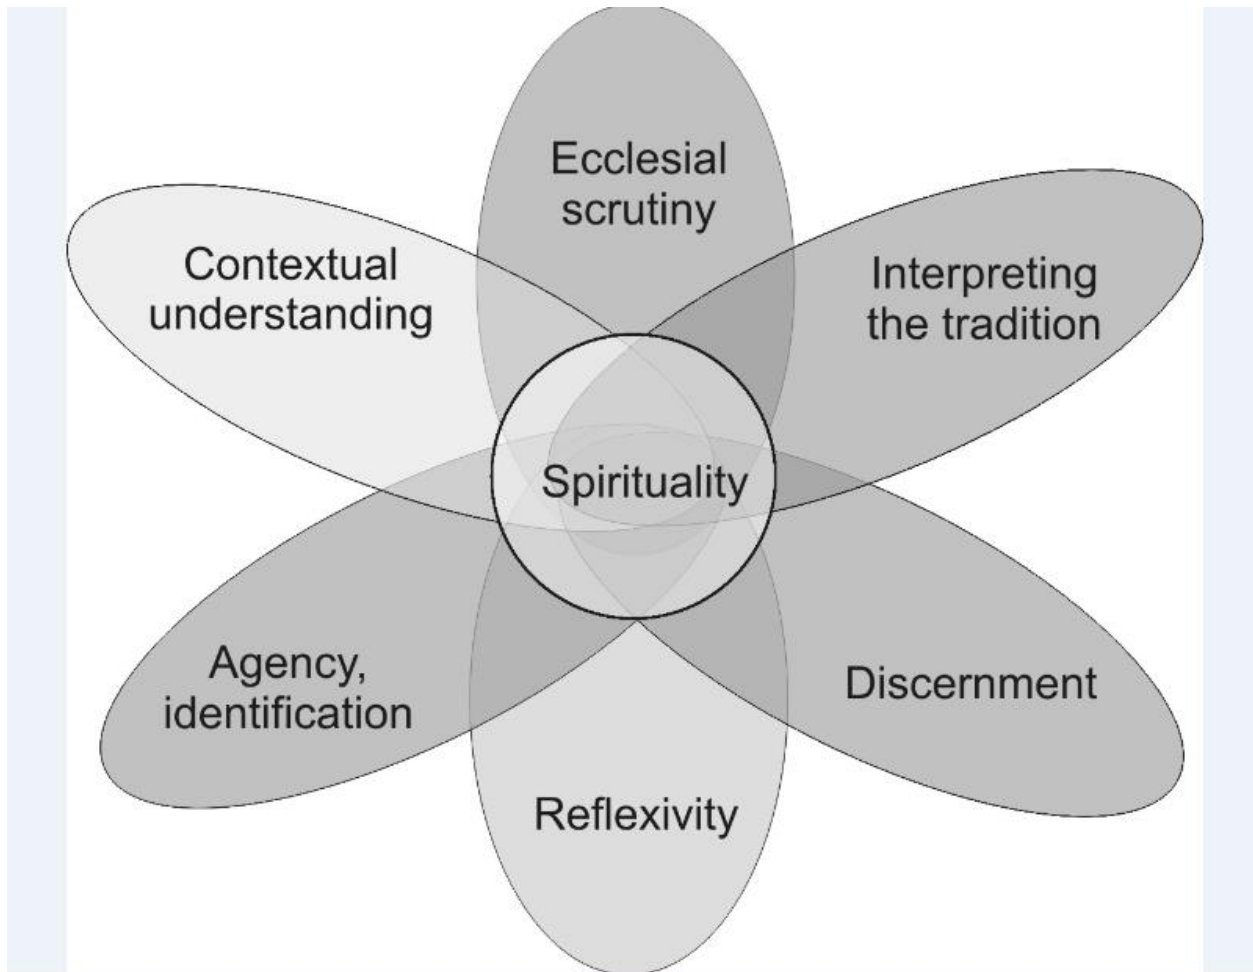 Ecclesial
scrutiny
Contextual
understanding
Interpreting
the tradition
Spirituality
Agency,
identification
Discernment
Reflexivity